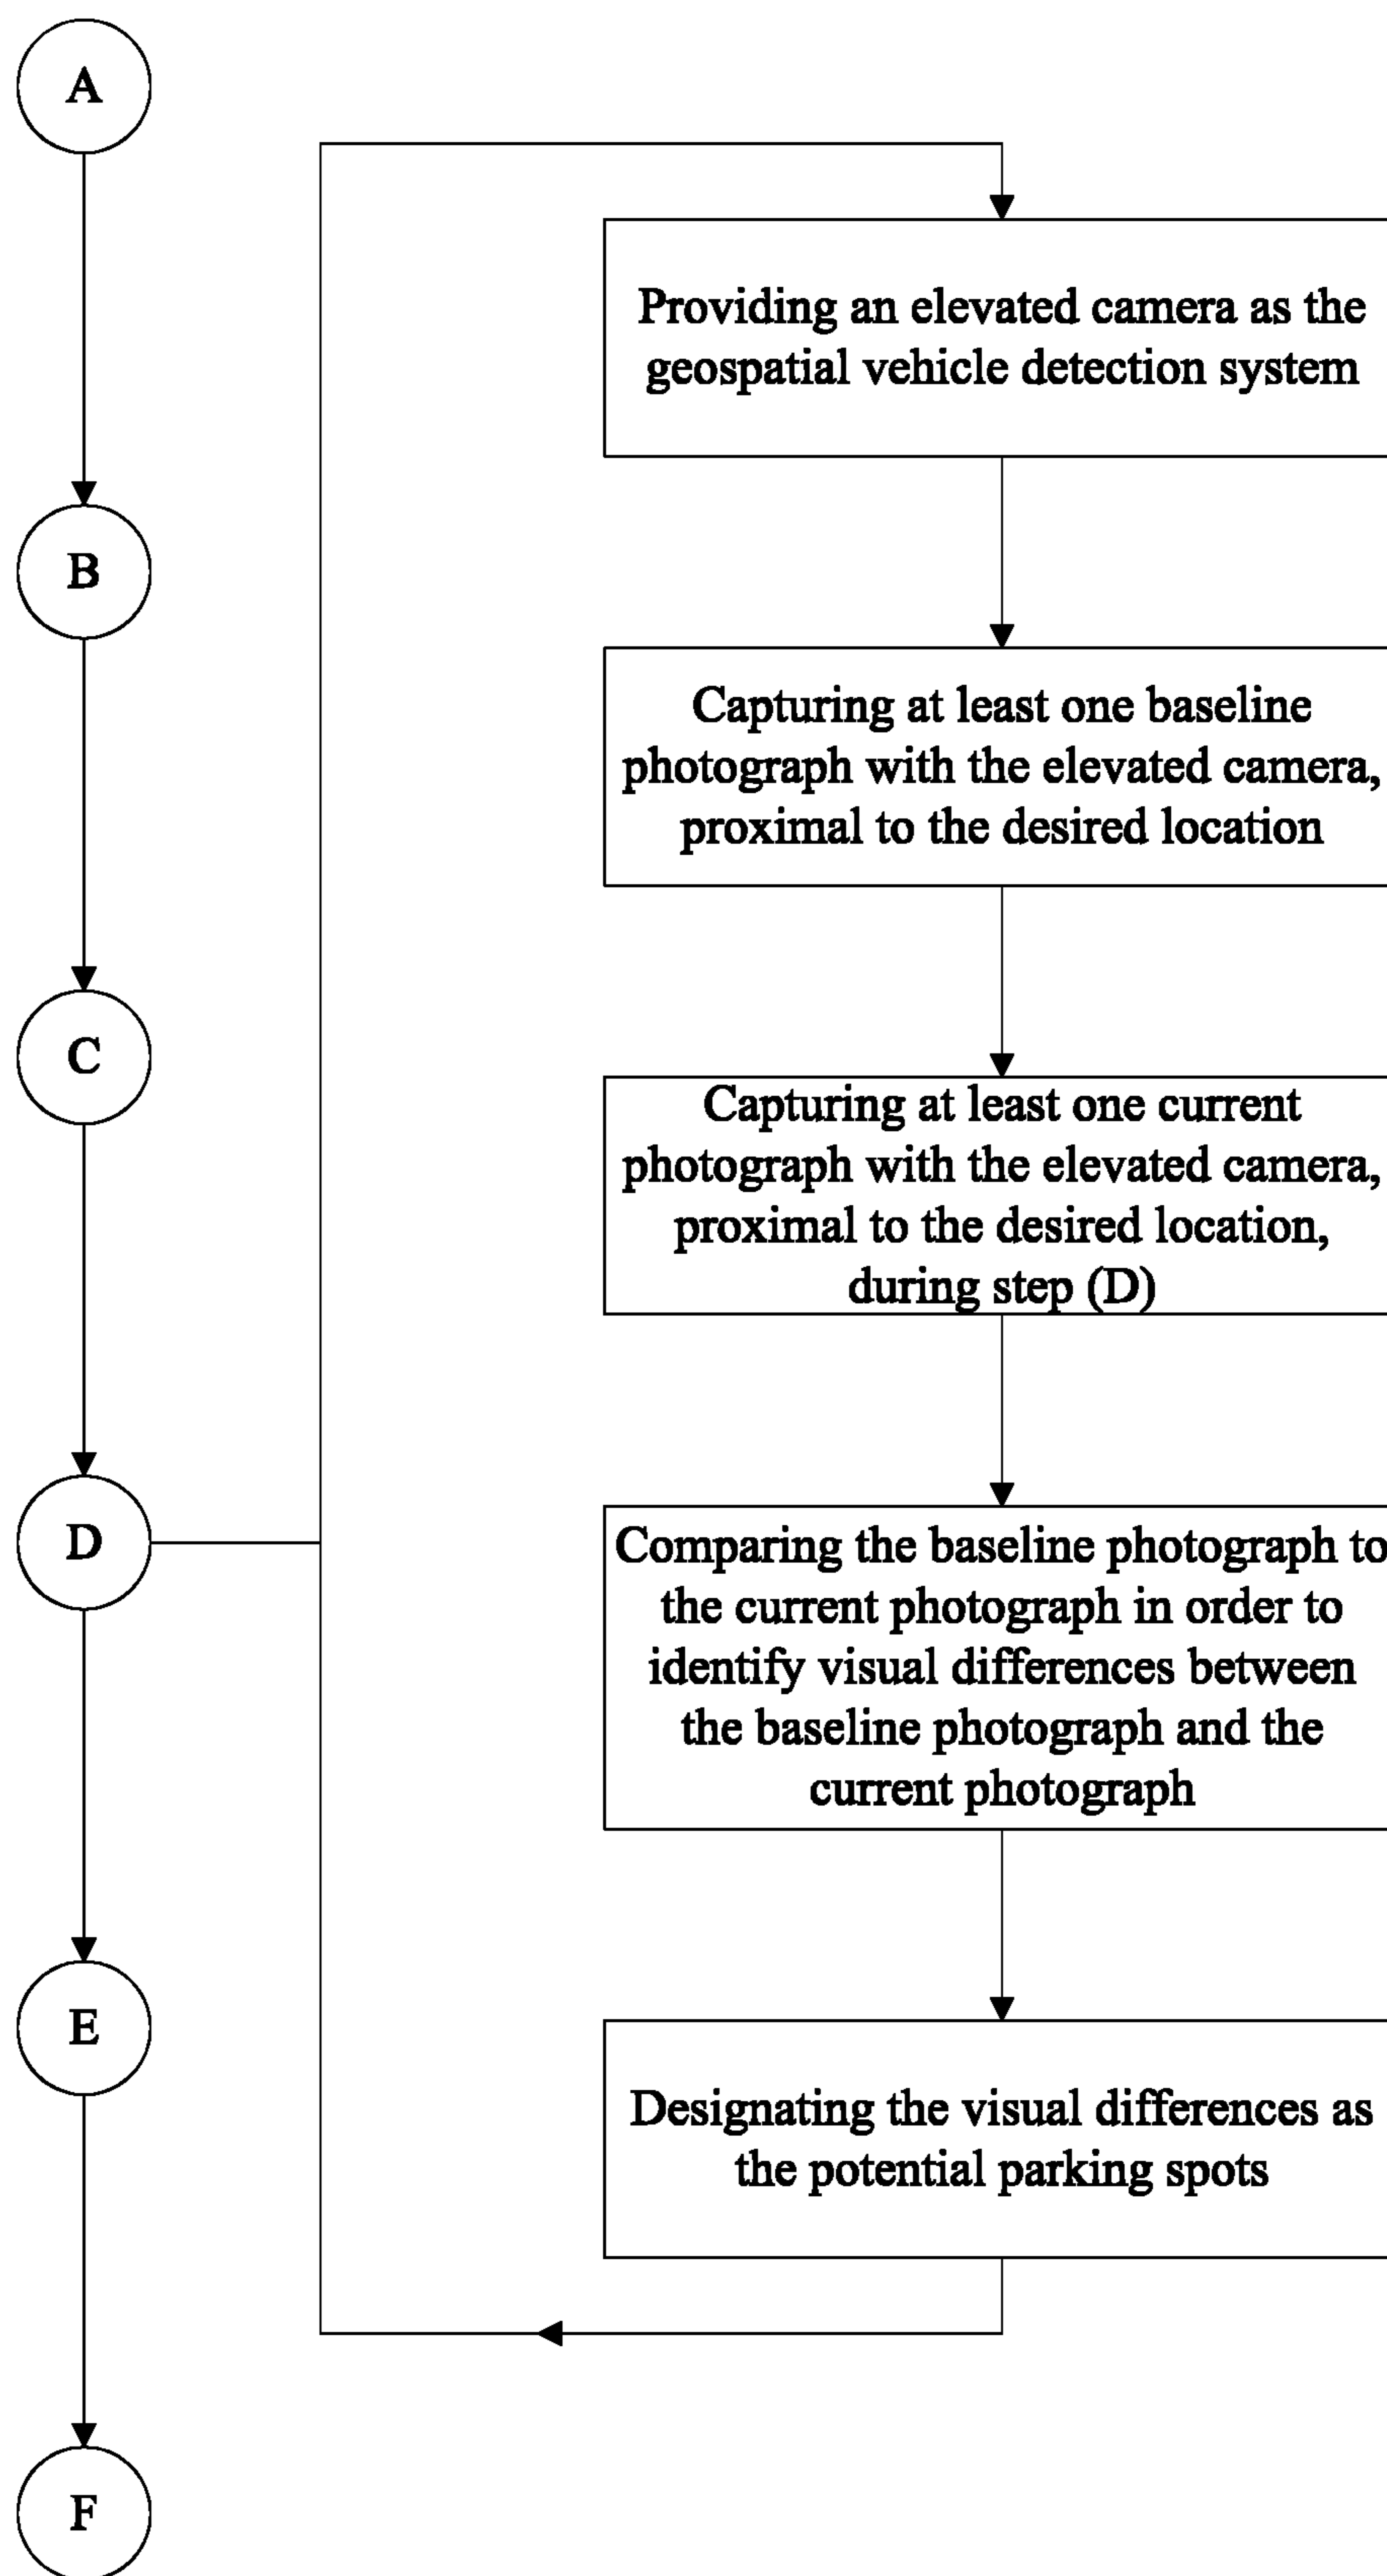 A
B
C
D
E
F
Providing an elevated camera as the
geospatial vehicle detection system
Capturing at least one baseline
photograph with the elevated camera,
proximal to the desired location
Capturing at least one current
photograph with the elevated camera,
proximal to the desired location,
during step (D)
Comparing the baseline photograph to
the current photograph in order to
identify visual differences between
the baseline photograph and the
current photograph
Designating the visual differences as
the potential parking spots